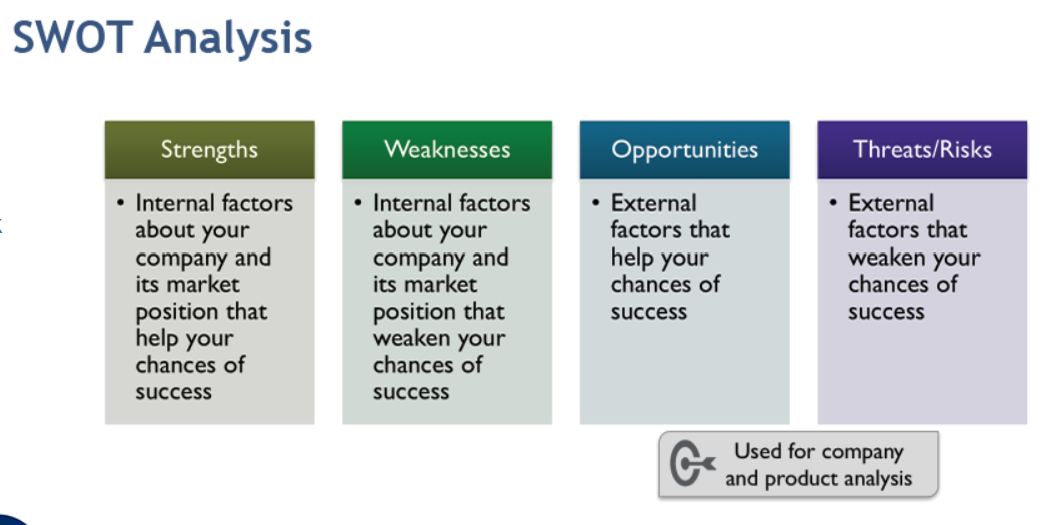 SWOT Analysis
Strengths
• Internal factors
about your
company and
its market
position that
help your
chances of
success
Weaknesses
• Internal factors
about your
company and
its market
position that
weaken your
chances of
success
Opportunities
• External
factors that
help your
chances of
success
Threats/Risks
• External
factors that
weaken your
chances of
success
Used for company
and product analysis